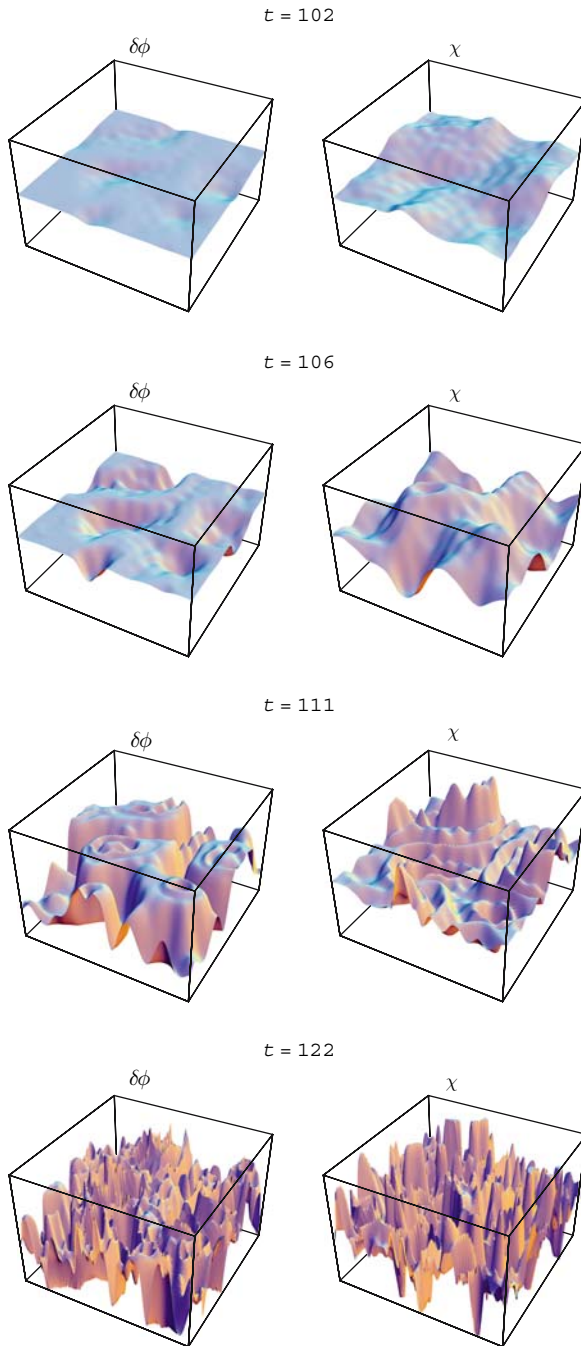 t = 102
δϕ χ
t = 106
δϕ χ
t = 111
δϕ χ
t = 122
δϕ χ